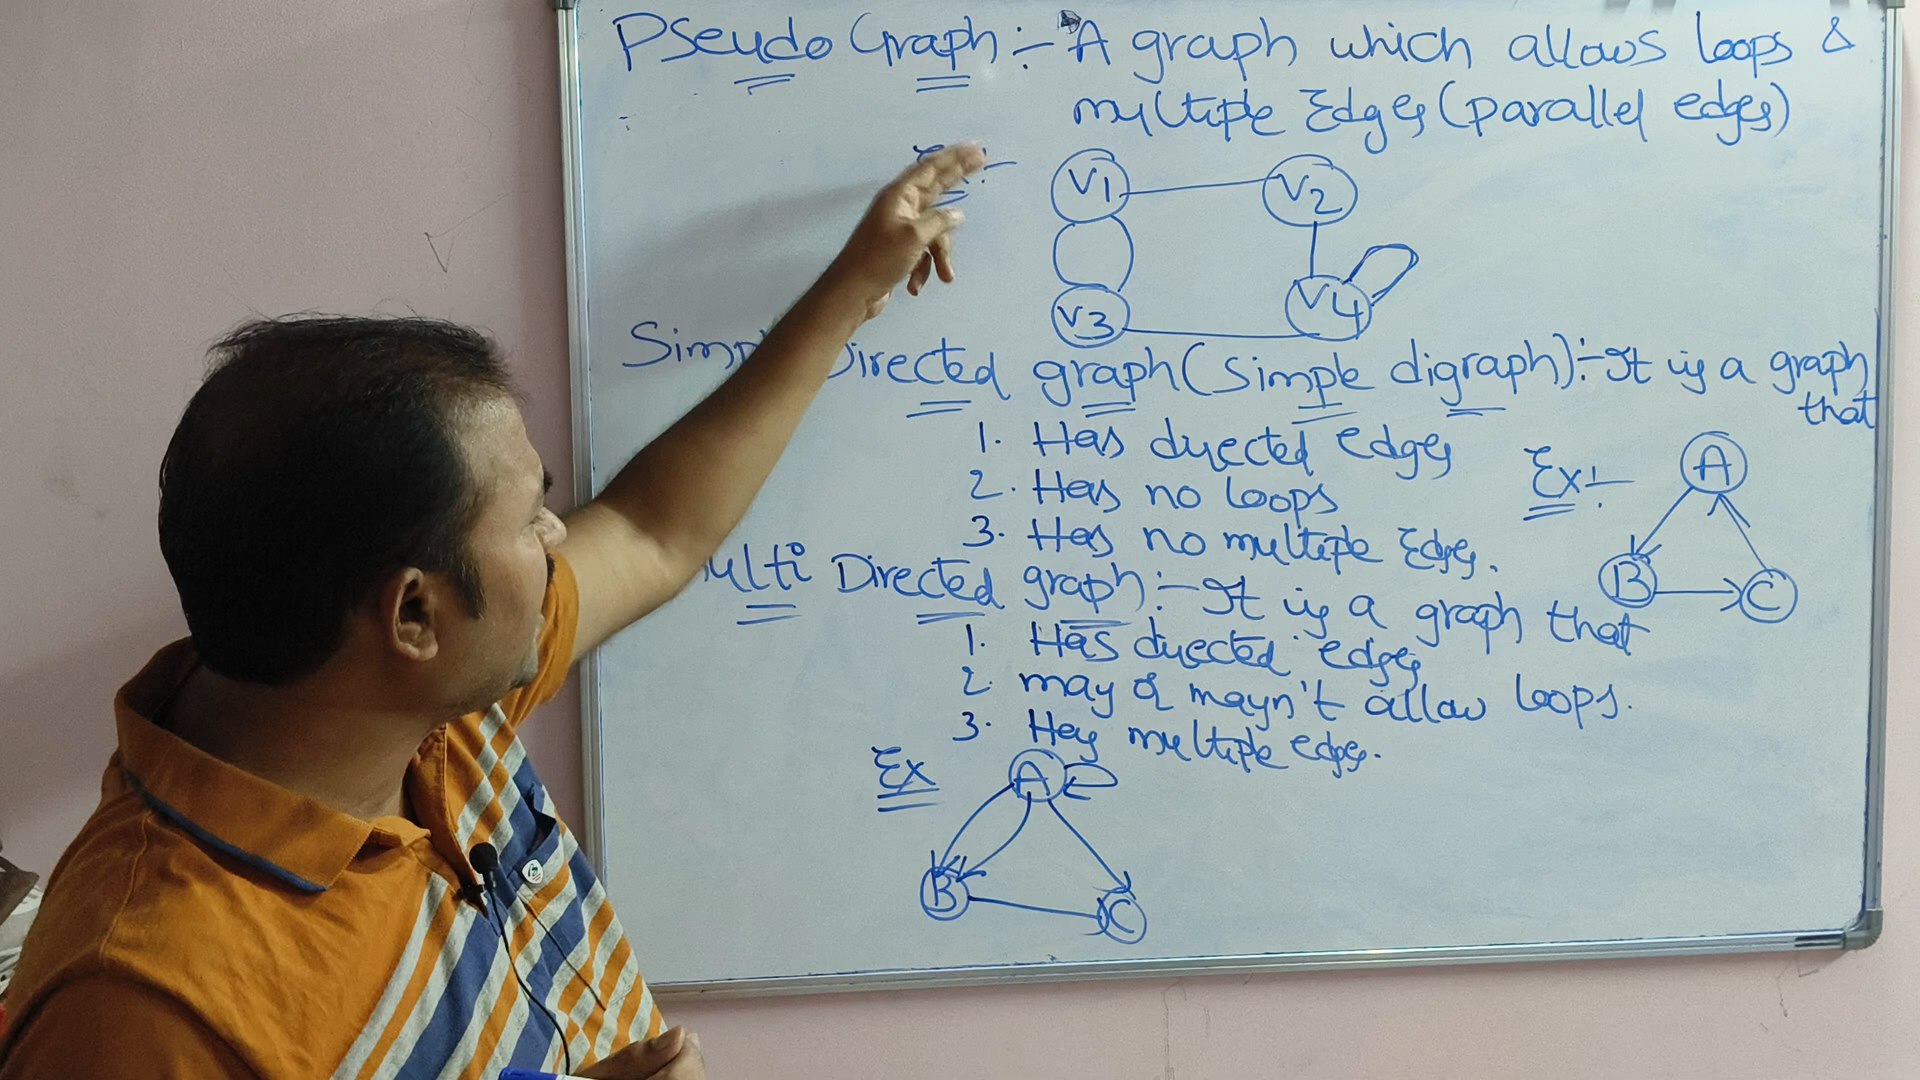 Pseudo Graph :- A graph which allows loops &
multiple Edges (parallel edges)
Ex :-
V1 V2
V3 V4
Directed graph (Simple digraph) :- It is a graph
that
1. Has directed edges
2. Has no loops
3. Has no multiple Edges.
Ex :-
A
B C
Multi Directed graph :- It is a graph that
1. Has directed edges
2. may or mayn't allow loops.
3. Has multiple edges.
Ex
A
B C